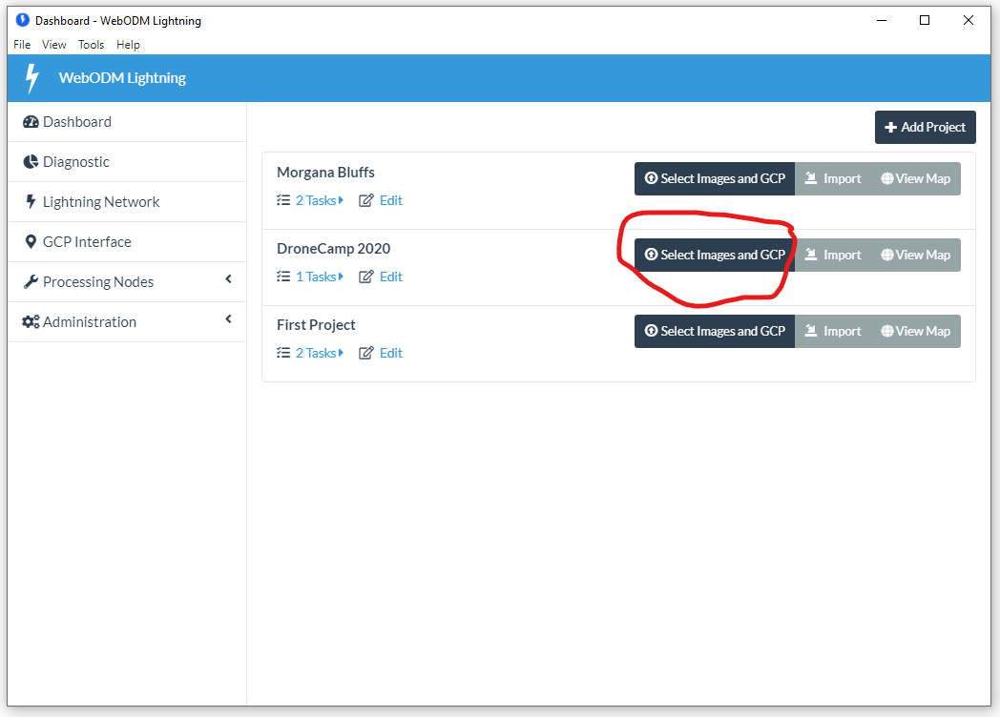 Dashboard - WebODM Lightning
File View Tools Help
WebODM Lightning
Dashboard
Diagnostic
Lightning Network
GCP Interface
Processing Nodes
Administration
Add Project
Morgana Bluffs
Select Images and GCP Import View Map
2 Tasks Edit
DroneCamp 2020
Select Images and GCP Import View Map
1 Tasks Edit
First Project
Select Images and GCP Import View Map
2 Tasks Edit